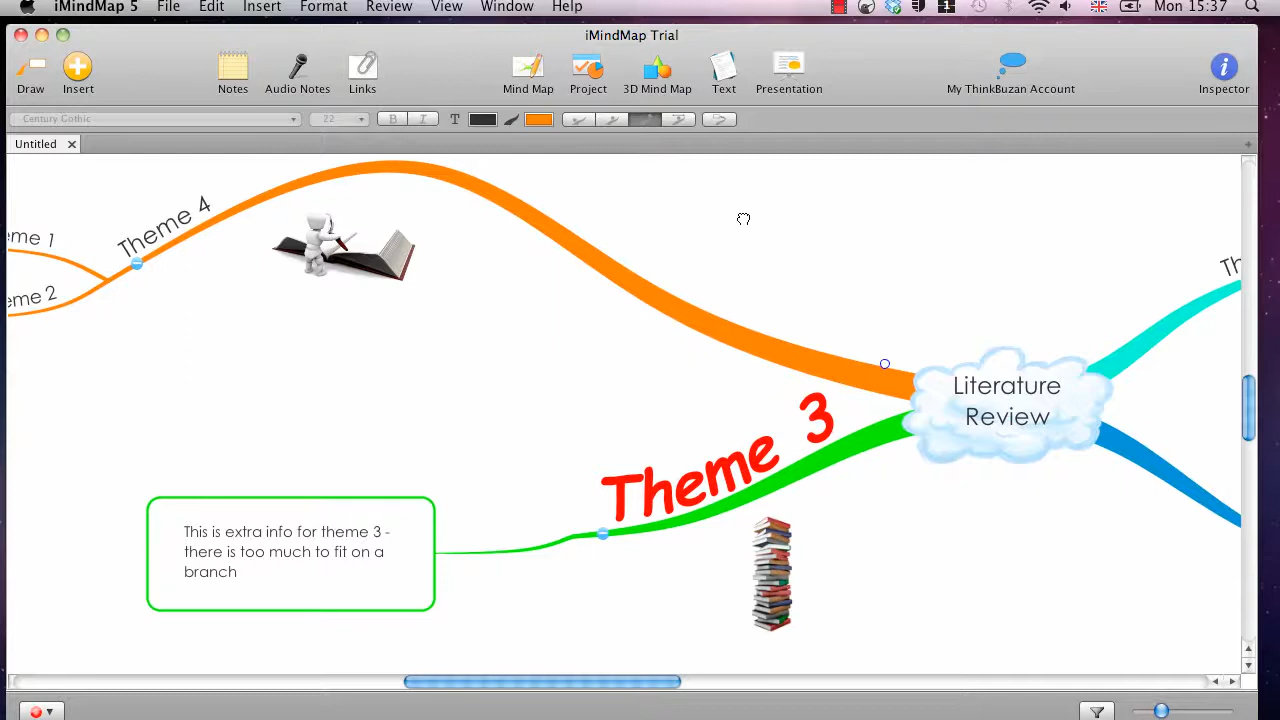 iMindMap 5 File Edit Insert Format Review View Window Help 1 Mon 15:37
iMindMap Trial
Draw Insert Notes Audio Notes Links Mind Map Project 3D Mind Map Text Presentation My ThinkBuzan Account Inspector
Century Gothic 22 B I T
Untitled
Theme 4
eme 1
eme 2
Th
Literature
Review
Theme 3
This is extra info for theme 3 -
there is too much to fit on a
branch